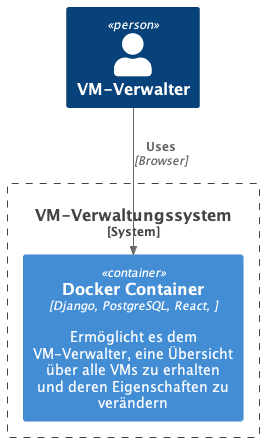 «person»
VM-Verwalter
Uses
[Browser]
VM-Verwaltungssystem
[System]
«container»
Docker Container
[Django, PostgreSQL, React, ]
Ermöglicht es dem
VM-Verwalter, eine Übersicht
über alle VMs zu erhalten
und deren Eigenschaften zu
verändern